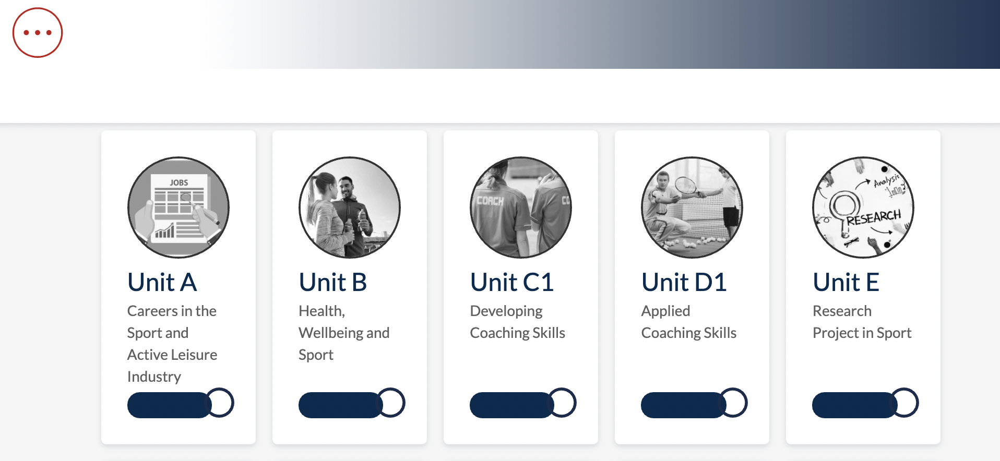 JOBS
COACH
CO
Analysis
RESEARCH
Unit A
Careers in the
Sport and
Active Leisure
Industry
Unit B
Health,
Wellbeing and
Sport
Unit C1
Developing
Coaching Skills
Unit D1
Applied
Coaching Skills
Unit E
Research
Project in Sport